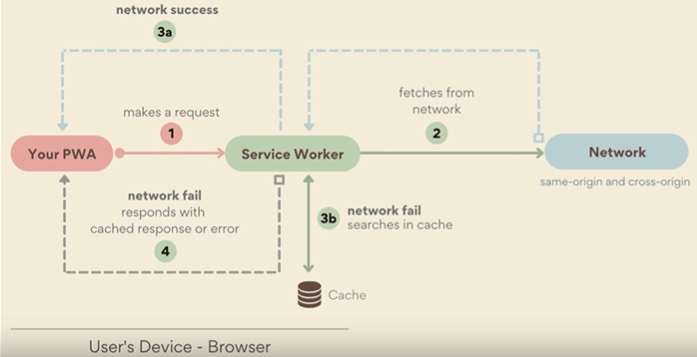 network success
3a
makes a request
1
fetches from
network
2
Your PWA
Service Worker
Network
same-origin and cross-origin
network fail
responds with
cached response or error
4
3b
network fail
searches in cache
Cache
User's Device - Browser